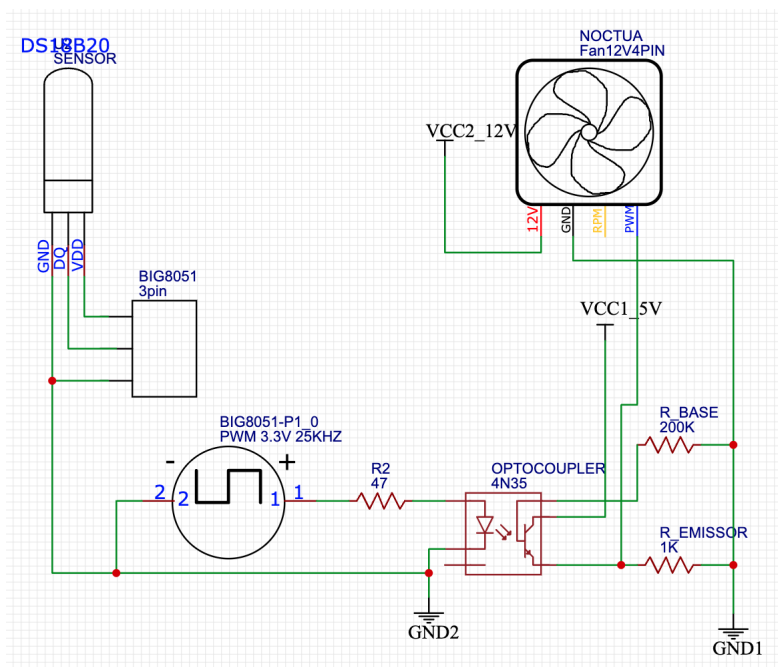 DS18B20
SENSOR
NOCTUA
Fan12V4PIN
VCC2_12V
12V
GND
RPM
PWM
GND
DQ
VDD
BIG8051
3pin
VCC1_5V
BIG8051-P1_0
PWM 3.3V 25KHZ
- +
2 2 1 1
R2
47
OPTOCOUPLER
4N35
R_BASE
200K
R_EMISSOR
1K
GND2
GND1